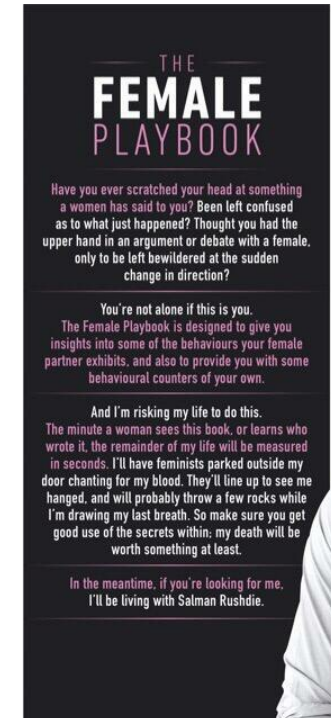 THE
FEMALE
PLAYBOOK
Have you ever scratched your head at something
a women has said to you? Been left confused
as to what just happened? Thought you had the
upper hand in an argument or debate with a female,
only to be left bewildered at the sudden
change in direction?
You're not alone if this is you.
The Female Playbook is designed to give you
insights into some of the behaviours your female
partner exhibits, and also to provide you with some
behavioural counters of your own.
And I'm risking my life to do this.
The minute a woman sees this book, or learns who
wrote it, the remainder of my life will be measured
in seconds. I'll have feminists parked outside my
door chanting for my blood. They'll line up to see me
hanged, and will probably throw a few rocks while
I'm drawing my last breath. So make sure you get
good use of the secrets within; my death will be
worth something at least.
In the meantime, if you're looking for me,
I'll be living with Salman Rushdie.